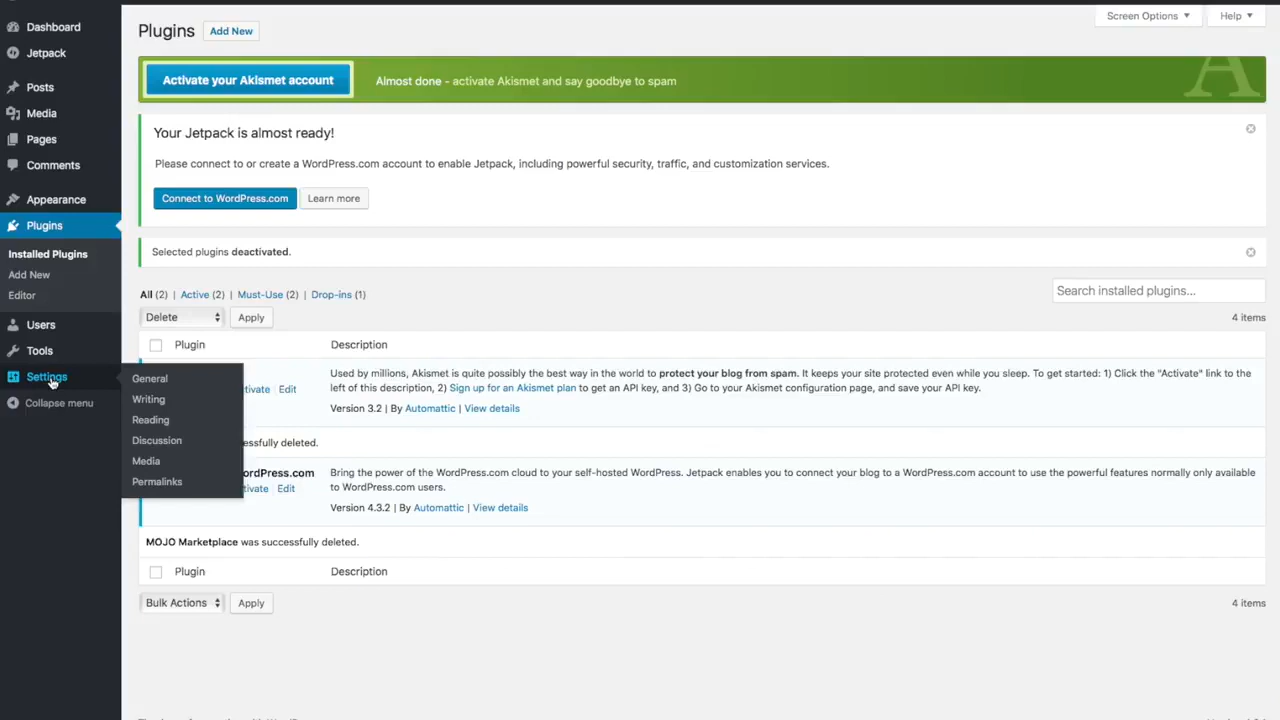 Dashboard
Jetpack
Posts
Media
Pages
Comments
Appearance
Plugins
Installed Plugins
Add New
Editor
Users
Tools
Settings
Collapse menu
General
Writing
Reading
Discussion
Media
Permalinks
Plugins Add New
Screen Options ▼ Help ▼
Activate your Akismet account Almost done - activate Akismet and say goodbye to spam
Your Jetpack is almost ready!
Please connect to or create a WordPress.com account to enable Jetpack, including powerful security, traffic, and customization services.
Connect to WordPress.com Learn more
Selected plugins deactivated.
All (2) | Active (2) | Must-Use (2) | Drop-ins (1)
Search installed plugins...
Delete Apply
4 items
Plugin Description
Used by millions, Akismet is quite possibly the best way in the world to protect your blog from spam. It keeps your site protected even while you sleep. To get started: 1) Click the "Activate" link to the
tivate | Edit
left of this description, 2) Sign up for an Akismet plan to get an API key, and 3) Go to your Akismet configuration page, and save your API key.
Version 3.2 | By Automattic | View details
essfully deleted.
ordPress.com Bring the power of the WordPress.com cloud to your self-hosted WordPress. Jetpack enables you to connect your blog to a WordPress.com account to use the powerful features normally only available
tivate | Edit to WordPress.com users.
Version 4.3.2 | By Automattic | View details
MOJO Marketplace was successfully deleted.
Plugin Description
Bulk Actions Apply
4 items